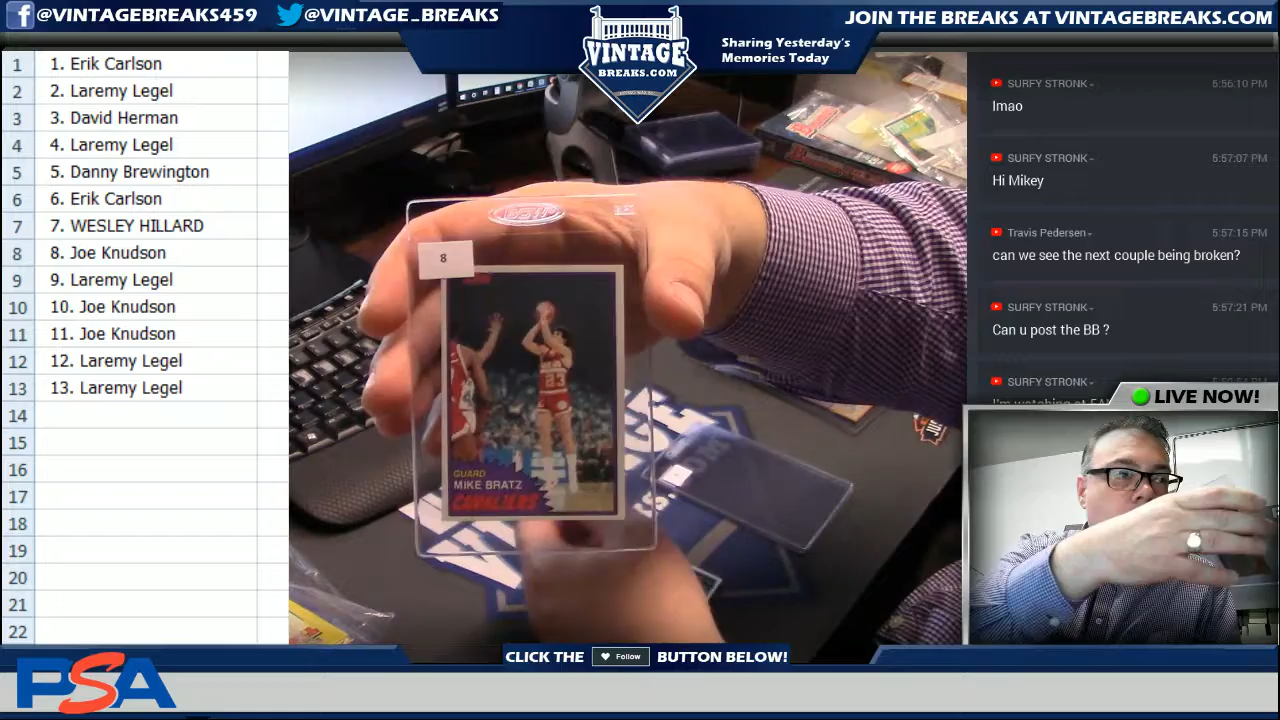 @VINTAGEBREAKS459
@VINTAGE_BREAKS
VINTAGE
BREAKS.COM
Sharing Yesterday's
Memories Today
JOIN THE BREAKS AT VINTAGEBREAKS.COM
1 1. Erik Carlson
2 2. Laremy Legel
3 3. David Herman
4 4. Laremy Legel
5 5. Danny Brewington
6 6. Erik Carlson
7 7. WESLEY HILLARD
8 8. Joe Knudson
9 9. Laremy Legel
10 10. Joe Knudson
11 11. Joe Knudson
12 12. Laremy Legel
13 13. Laremy Legel
14
15
16
17
18
19
20
21
22
8
23
GUARD
MIKE BRATZ
CAVALIERS
SURFY STRONK 5:56:10 PM
lmao
SURFY STRONK 5:57:07 PM
Hi Mikey
Travis Pedersen 5:57:15 PM
can we see the next couple being broken?
SURFY STRONK 5:57:21 PM
Can u post the BB ?
SURFY STRONK
LIVE NOW!
CLICK THE Follow BUTTON BELOW!
PSA